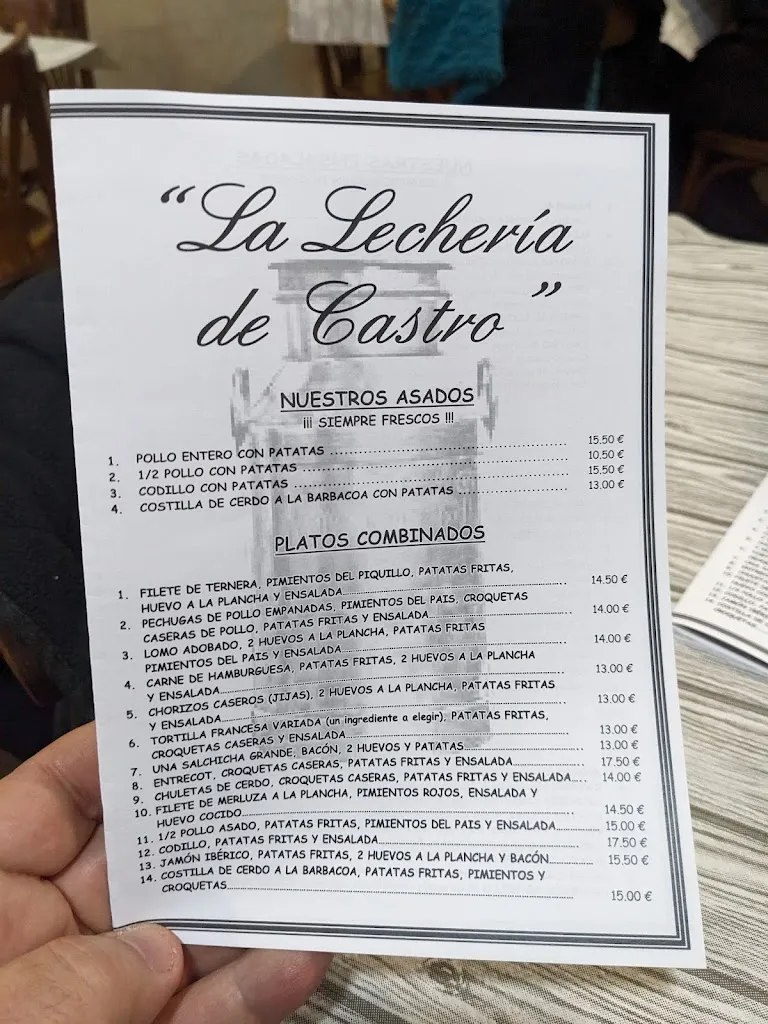 “La Lechería
de Castro”
NUESTROS ASADOS
¡¡¡ SIEMPRE FRESCOS !!!
1. POLLO ENTERO CON PATATAS ........ 15.50 €
2. 1/2 POLLO CON PATATAS ........ 10.50 €
3. CODILLO CON PATATAS ........ 15.50 €
4. COSTILLA DE CERDO A LA BARBACOA CON PATATAS ........ 13.00 €
PLATOS COMBINADOS
1. FILETE DE TERNERA, PIMIENTOS DEL PIQUILLO, PATATAS FRITAS,
HUEVO A LA PLANCHA Y ENSALADA........ 14.50 €
2. PECHUGAS DE POLLO EMPANADAS, PIMIENTOS DEL PAIS, CROQUETAS
CASERAS DE POLLO, PATATAS FRITAS Y ENSALADA........ 14.00 €
3. LOMO ADOBADO, 2 HUEVOS A LA PLANCHA, PATATAS FRITAS
PIMIENTOS DEL PAIS Y ENSALADA........ 14.00 €
4. CARNE DE HAMBURGUESA, PATATAS FRITAS, 2 HUEVOS A LA PLANCHA
Y ENSALADA........ 13.00 €
5. CHORIZOS CASEROS (JIJAS), 2 HUEVOS A LA PLANCHA, PATATAS FRITAS
Y ENSALADA........ 13.00 €
6. TORTILLA FRANCESA VARIADA (un ingrediente a elegir), PATATAS FRITAS,
CROQUETAS CASERAS Y ENSALADA........ 13.00 €
7. UNA SALCHICHA GRANDE, BACÓN, 2 HUEVOS Y PATATAS........ 13.00 €
8. ENTRECOT, CROQUETAS CASERAS, PATATAS FRITAS Y ENSALADA........ 17.50 €
9. CHULETAS DE CERDO, CROQUETAS CASERAS, PATATAS FRITAS Y ENSALADA.... 14.00 €
10. FILETE DE MERLUZA A LA PLANCHA, PIMIENTOS ROJOS, ENSALADA Y
HUEVO COCIDO........ 14.50 €
11. 1/2 POLLO ASADO, PATATAS FRITAS, PIMIENTOS DEL PAIS Y ENSALADA........ 15.00 €
12. CODILLO, PATATAS FRITAS Y ENSALADA........ 17.50 €
13. JAMÓN IBÉRICO, PATATAS FRITAS, 2 HUEVOS A LA PLANCHA Y BACÓN........ 15.50 €
14. COSTILLA DE CERDO A LA BARBACOA, PATATAS FRITAS, PIMIENTOS Y
CROQUETAS........ 15.00 €